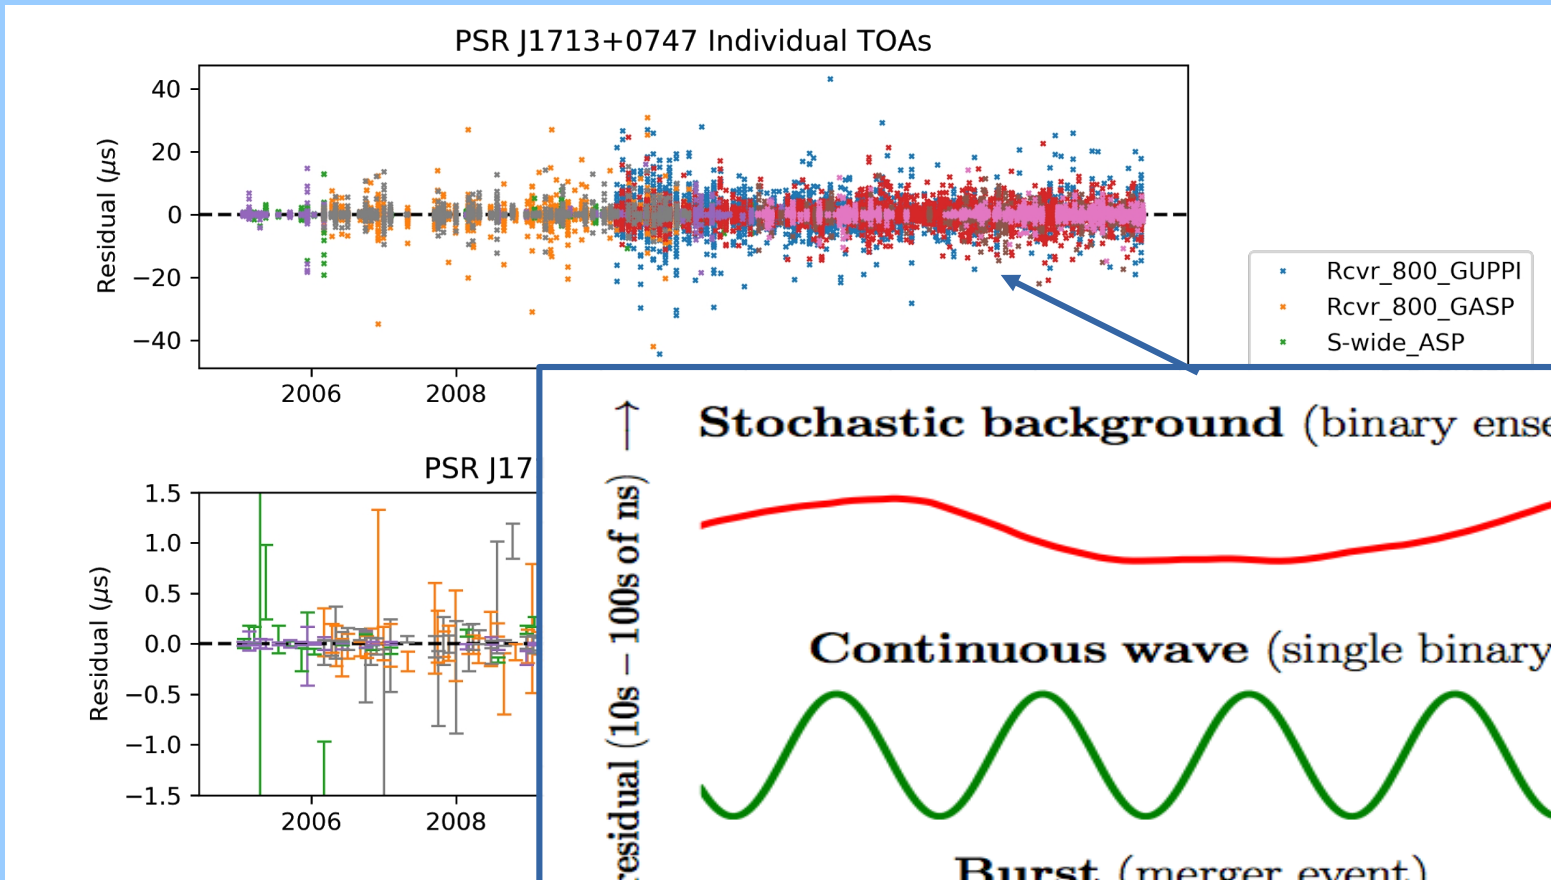 PSR J1713+0747 Individual TOAs
40
20
0
−20
−40
Residual (μs)
2006
2008
Rcvr_800_GUPPI
Rcvr_800_GASP
S-wide_ASP
PSR J17
1.5
1.0
0.5
0.0
−0.5
−1.0
−1.5
Residual (μs)
2006
2008
residual (10s − 100s of ns) →
Stochastic background (binary ense
Continuous wave (single binary
Burst (merger event)